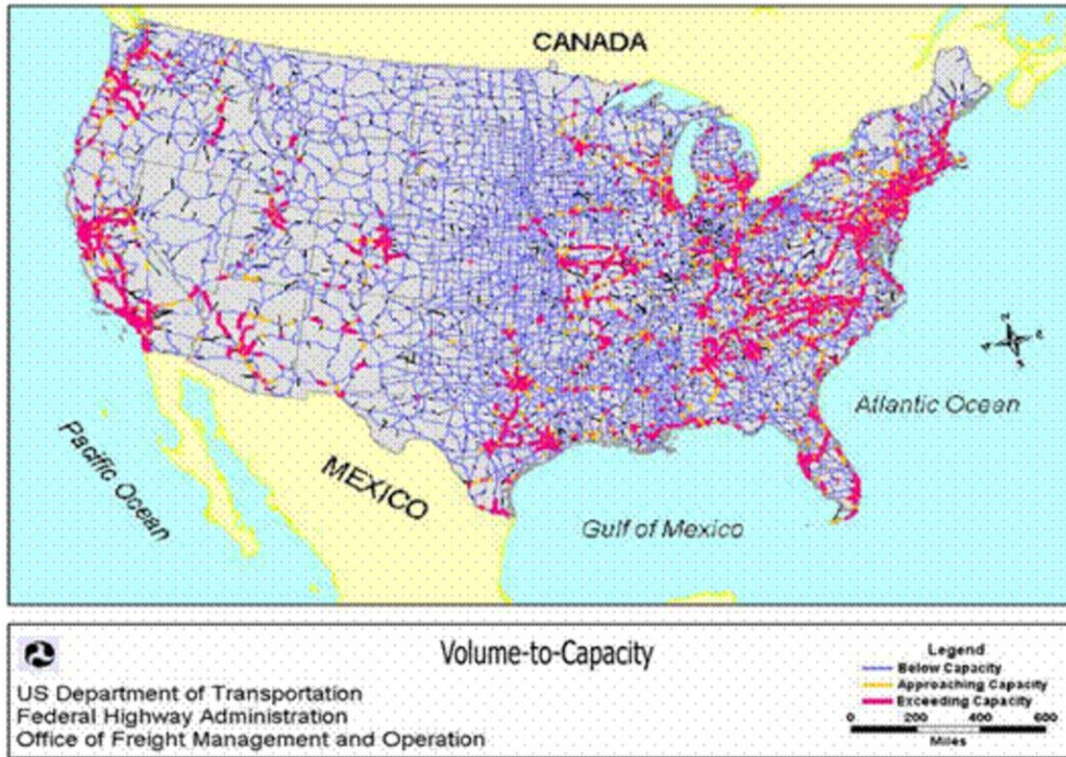 CANADA
Atlantic Ocean
Pacific Ocean
MEXICO
Gulf of Mexico
Volume-to-Capacity
US Department of Transportation
Federal Highway Administration
Office of Freight Management and Operation
Legend
Below Capacity
Approaching Capacity
Exceeding Capacity
0 200 400 600
Miles